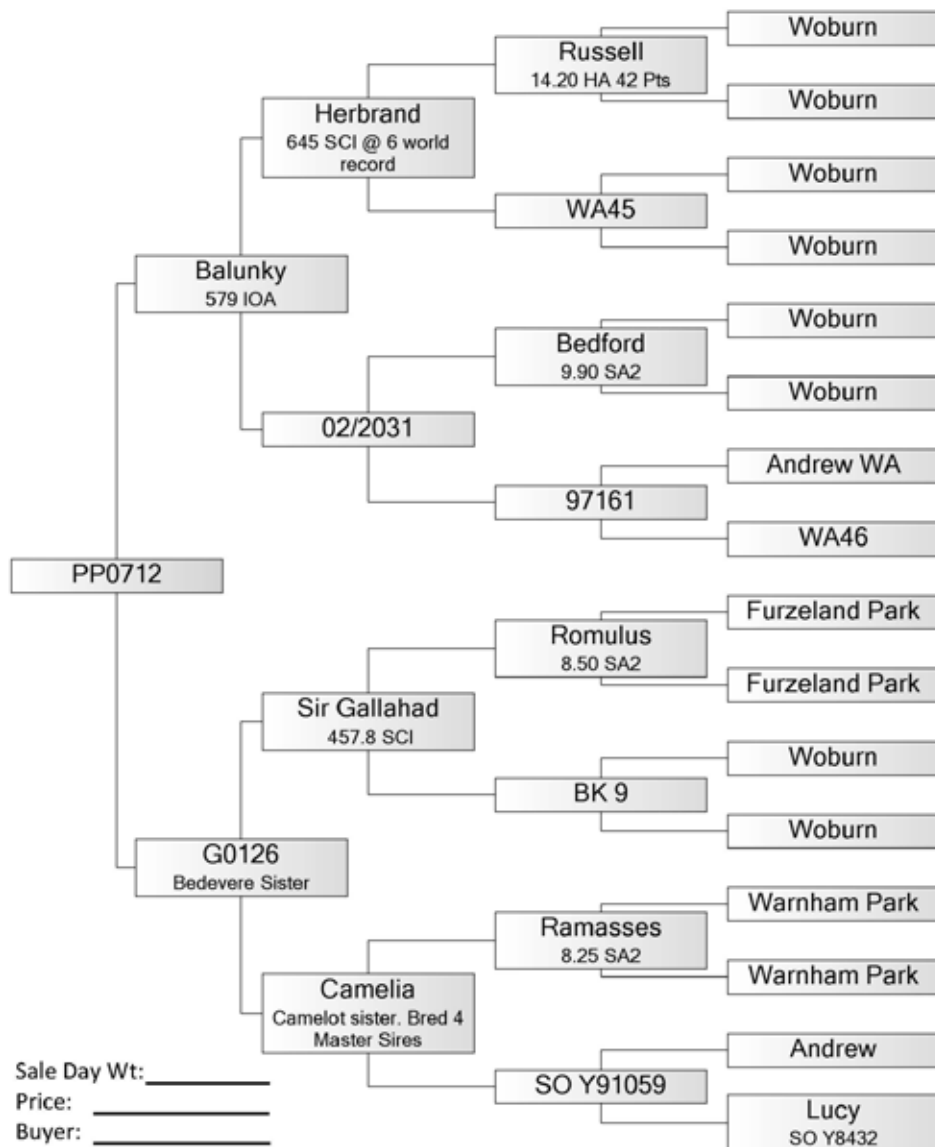 Woburn
Russell
14.20 HA 42 Pts
Woburn
Herbrand
645 SCI @ 6 world
record
Woburn
WA45
Woburn
Balunky
579 IOA
Woburn
Bedford
9.90 SA2
Woburn
02/2031
Andrew WA
97161
WA46
PP0712
Furzeland Park
Romulus
8.50 SA2
Furzeland Park
Sir Gallahad
457.8 SCI
Woburn
BK 9
Woburn
G0126
Bedevere Sister
Warnham Park
Ramasses
8.25 SA2
Warnham Park
Camelia
Camelot sister. Bred 4
Master Sires
Andrew
SO Y91059
Lucy
SO Y8432
Sale Day Wt:
Price:
Buyer: